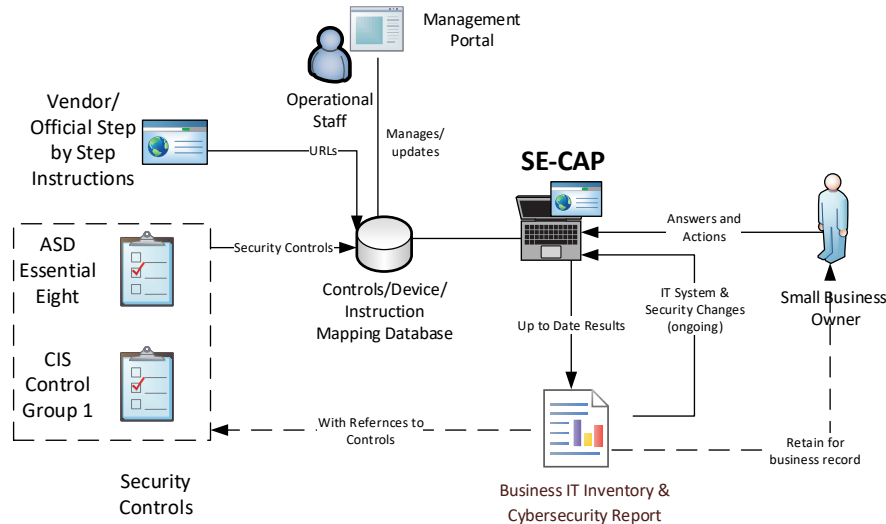 Management
Portal
Operational
Staff
Vendor/
Official Step
by Step
Instructions
URLs
Manages/
updates
SE-CAP
Answers and
Actions
Small Business
Owner
ASD
Essential
Eight
Security Controls
Controls/Device/
Instruction
Mapping Database
IT System &
Security Changes
(ongoing)
Up to Date Results
CIS
Control
Group 1
With Refernces to
Controls
Retain for
business record
Security
Controls
Business IT Inventory &
Cybersecurity Report